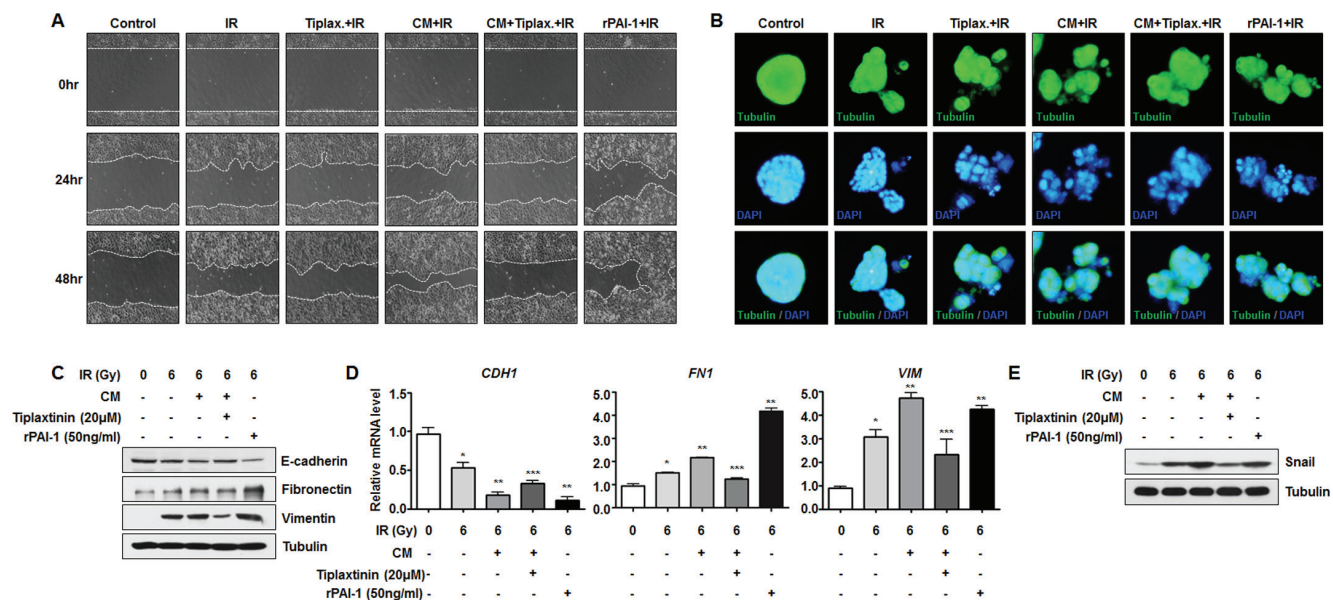 A
Control IR Tiplax.+IR CM+IR CM+Tiplax.+IR rPAI-1+IR
0hr
24hr
48hr
B
Control IR Tiplax.+IR CM+IR CM+Tiplax.+IR rPAI-1+IR
Tubulin Tubulin Tubulin Tubulin Tubulin Tubulin
DAPI DAPI DAPI DAPI DAPI DAPI
Tubulin / DAPI Tubulin / DAPI Tubulin / DAPI Tubulin / DAPI Tubulin / DAPI Tubulin / DAPI
C
IR (Gy) 0 6 6 6 6
CM - - + + -
Tiplaxtinin (20μM) - - - + -
rPAI-1 (50ng/ml) - - - - +
E-cadherin
Fibronectin
Vimentin
Tubulin
D
Relative mRNA level
CDH1
1.5
1.0
0.5
0.0
* ** *** **
FN1
5.0
4.0
3.0
2.0
1.0
0.0
* ** *** **
VIM
5.0
4.0
3.0
2.0
1.0
0.0
* ** *** **
IR (Gy) 0 6 6 6 6 0 6 6 6 6 0 6 6 6 6
CM - - + + - - - + + - - - + + -
Tiplaxtinin (20μM) - - - + - - - - + - - - - + -
rPAI-1 (50ng/ml) - - - - + - - - - + - - - - +
E
IR (Gy) 0 6 6 6 6
CM - - + + -
Tiplaxtinin (20μM) - - - + -
rPAI-1 (50ng/ml) - - - - +
Snail
Tubulin